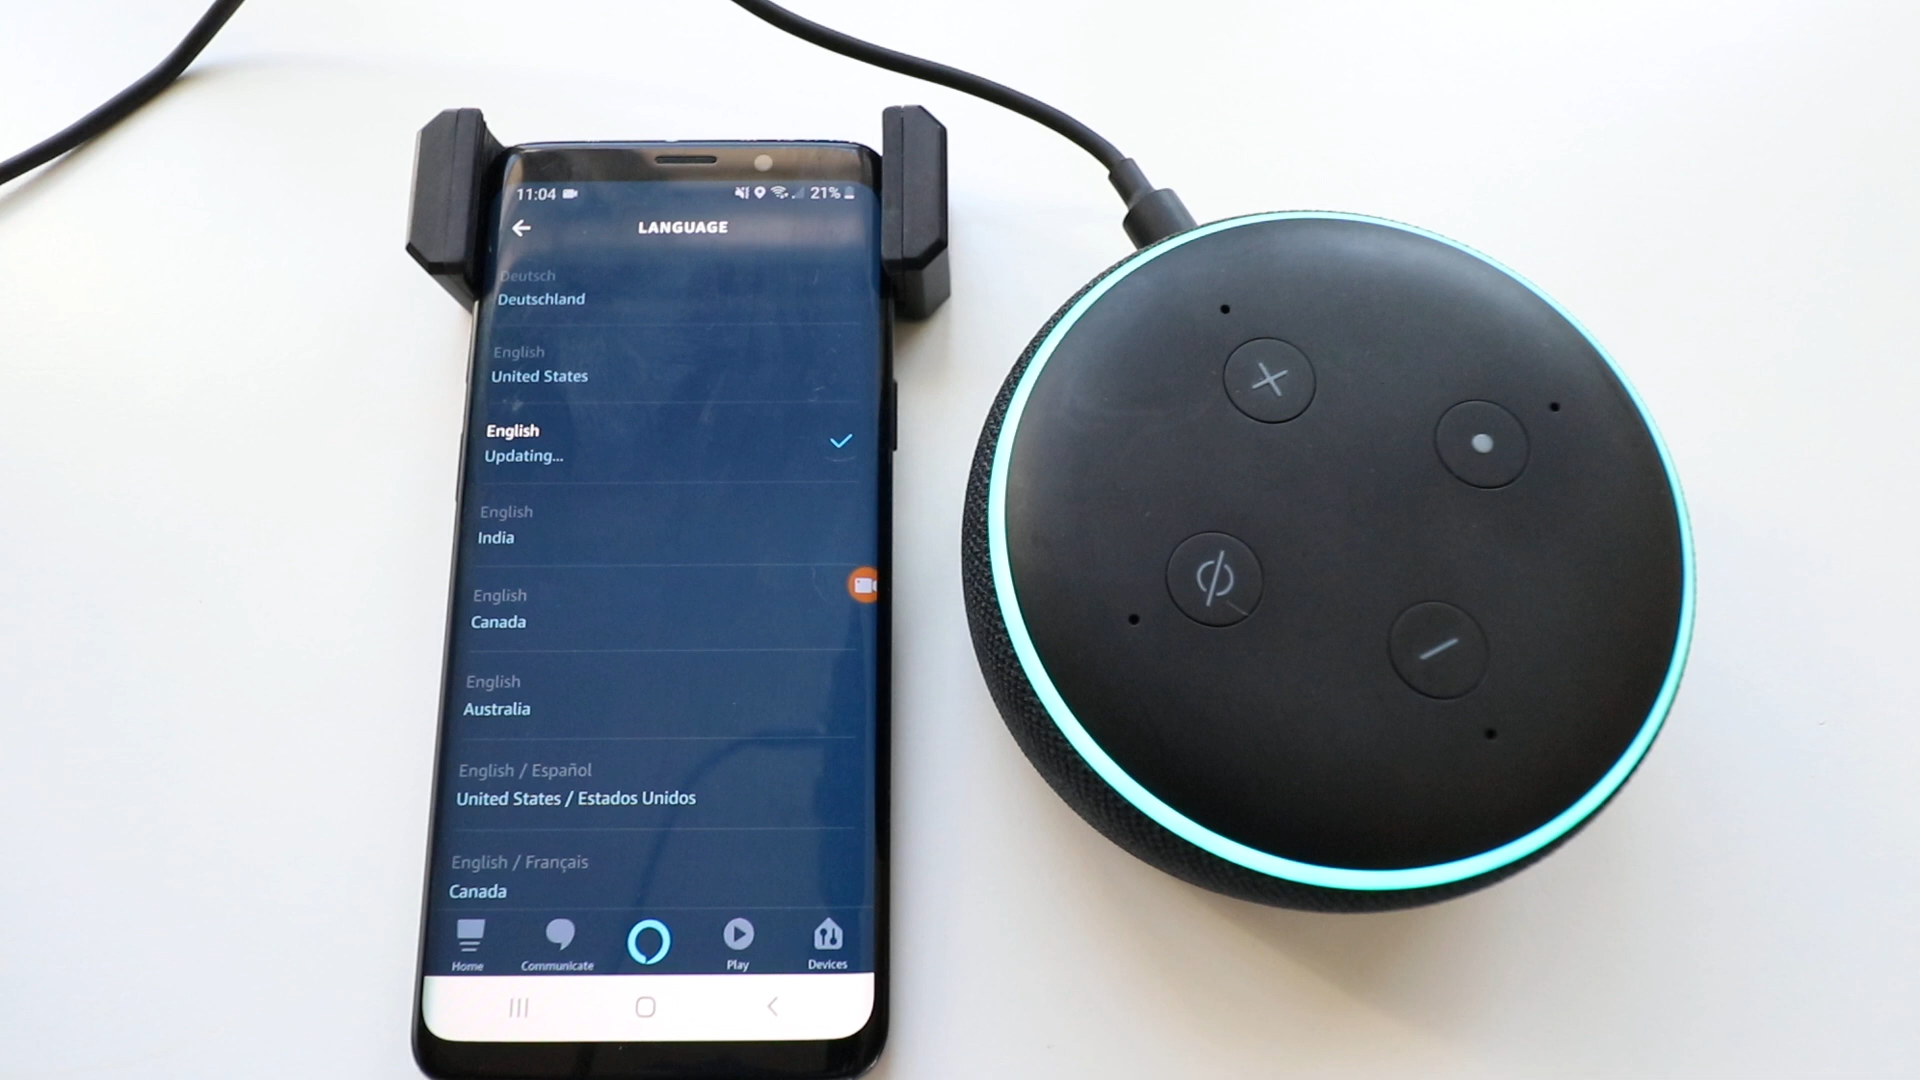 11:04
21%
LANGUAGE
Deutsch
Deutschland
English
United States
English
Updating...
English
India
English
Canada
English
Australia
English / Español
United States / Estados Unidos
English / Français
Canada
Home Communicate Play Devices